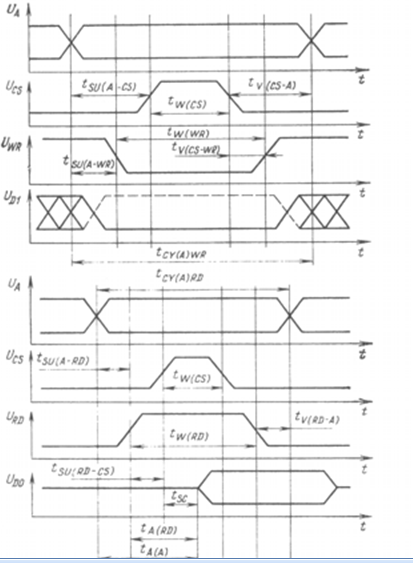 U_A
t
t_SU(A-CS)
t_V(CS-A)
U_CS
t_W(CS)
t
t_W(WR)
U_WR
t_V(CS-WR)
t_SU(A-WR)
t
U_D1
t
t_CY(A)WR
t_CY(A)RD
U_A
t
t_SU(A-RD)
U_CS
t_W(CS)
t
U_RD
t_V(RD-A)
t_W(RD)
t
t_SU(RD-CS)
U_DO
t_SC
t
t_A(RD)
t_A(A)